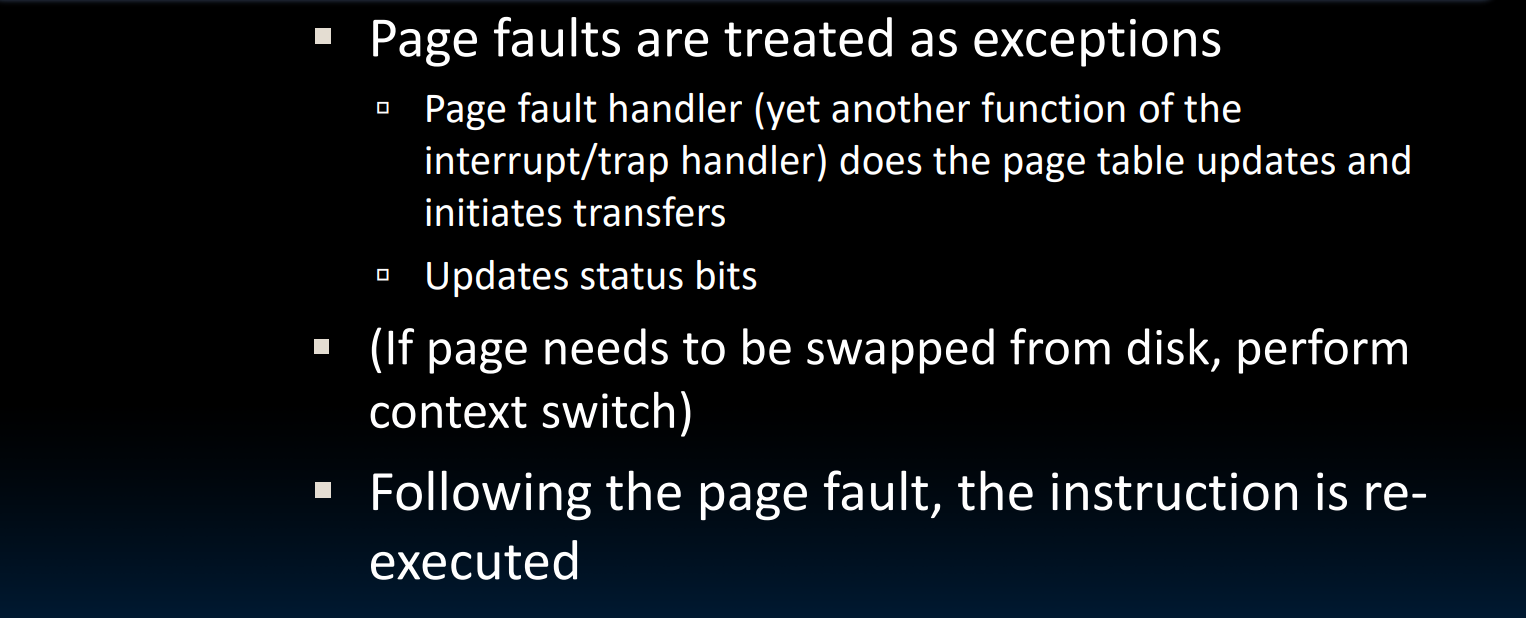 Page faults are treated as exceptions
Page fault handler (yet another function of the
interrupt/trap handler) does the page table updates and
initiates transfers
Updates status bits
(If page needs to be swapped from disk, perform
context switch)
Following the page fault, the instruction is re-
executed